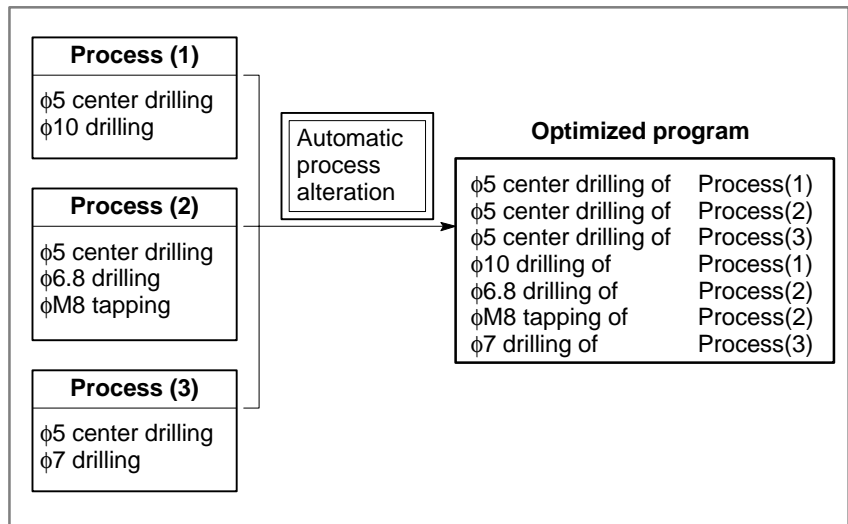 Process (1)
ϕ5 center drilling
ϕ10 drilling
Process (2)
ϕ5 center drilling
ϕ6.8 drilling
ϕM8 tapping
Process (3)
ϕ5 center drilling
ϕ7 drilling
Automatic
process
alteration
Optimized program
ϕ5 center drilling of Process(1)
ϕ5 center drilling of Process(2)
ϕ5 center drilling of Process(3)
ϕ10 drilling of Process(1)
ϕ6.8 drilling of Process(2)
ϕM8 tapping of Process(2)
ϕ7 drilling of Process(3)